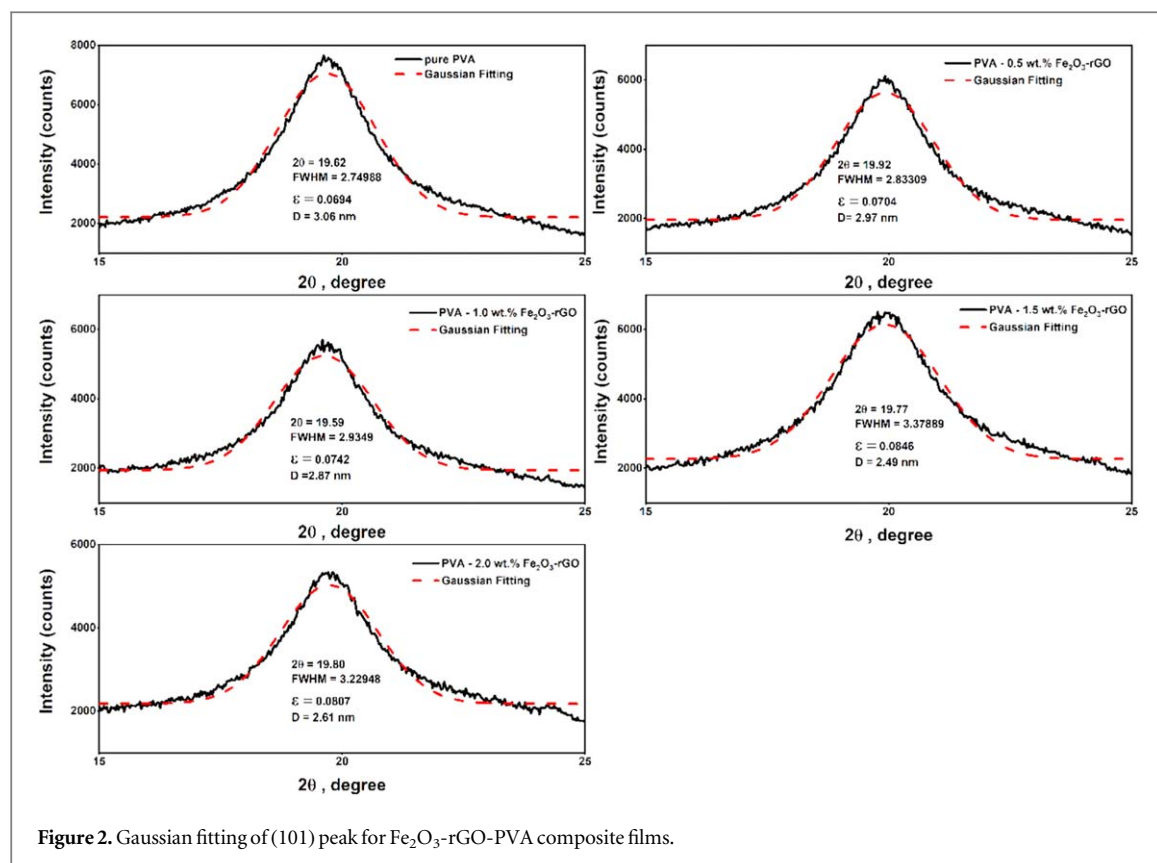 8000
6000
4000
2000
15
20
25
Intensity (counts)
2θ , degree
pure PVA
Gaussian Fitting
2θ = 19.62
FWHM = 2.74988
ε = 0.0694
D = 3.06 nm
6000
4000
2000
15
20
25
Intensity (counts)
2θ , degree
PVA - 0.5 wt.% Fe₂O₃-rGO
Gaussian Fitting
2θ = 19.92
FWHM = 2.83309
ε = 0.0704
D= 2.97 nm
6000
4000
2000
15
20
25
Intensity (counts)
2θ , degree
PVA - 1.0 wt.% Fe₂O₃-rGO
Gaussian Fitting
2θ = 19.59
FWHM = 2.9349
ε = 0.0742
D =2.87 nm
6000
4000
2000
15
20
25
Intensity (counts)
2θ , degree
PVA - 1.5 wt.% Fe₂O₃-rGO
Gaussian Fitting
2θ = 19.77
FWHM = 3.37889
ε = 0.0846
D = 2.49 nm
6000
4000
2000
15
20
25
Intensity (counts)
2θ , degree
PVA - 2.0 wt.% Fe₂O₃-rGO
Gaussian Fitting
2θ = 19.80
FWHM = 3.22948
ε = 0.0807
D = 2.61 nm
Figure 2. Gaussian fitting of (101) peak for Fe₂O₃-rGO-PVA composite films.